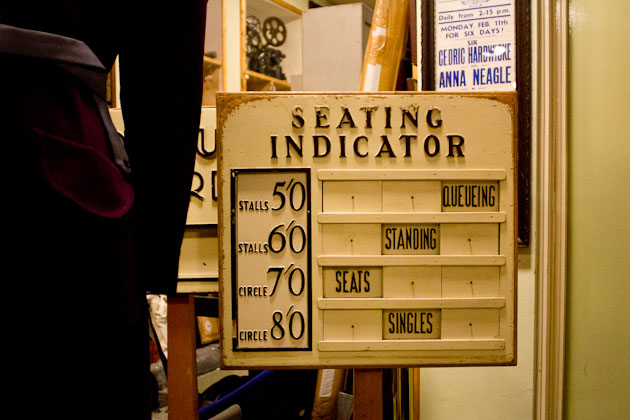 Daily from 2-15 p.m.
MONDAY, FEB. 11th
FOR SIX DAYS!
SIR
CEDRIC HARDWICKE
AND
ANNA NEAGLE
SEATING
INDICATOR
STALLS 5'0 QUEUEING
STALLS 6'0 STANDING
CIRCLE 7'0 SEATS
CIRCLE 8'0 SINGLES